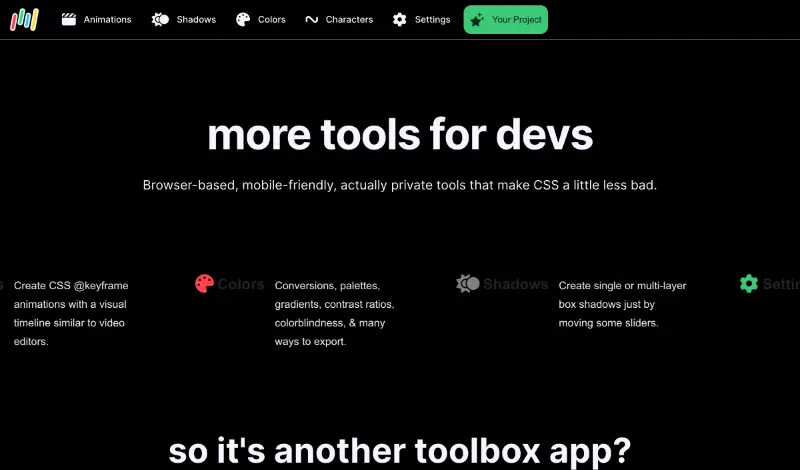 Animations
Shadows
Colors
Characters
Settings
Your Project
more tools for devs
Browser-based, mobile-friendly, actually private tools that make CSS a little less bad.
Create CSS @keyframe
animations with a visual
timeline similar to video
editors.
Colors
Conversions, palettes,
gradients, contrast ratios,
colorblindness, & many
ways to export.
Shadows
Create single or multi-layer
box shadows just by
moving some sliders.
so it's another toolbox app?